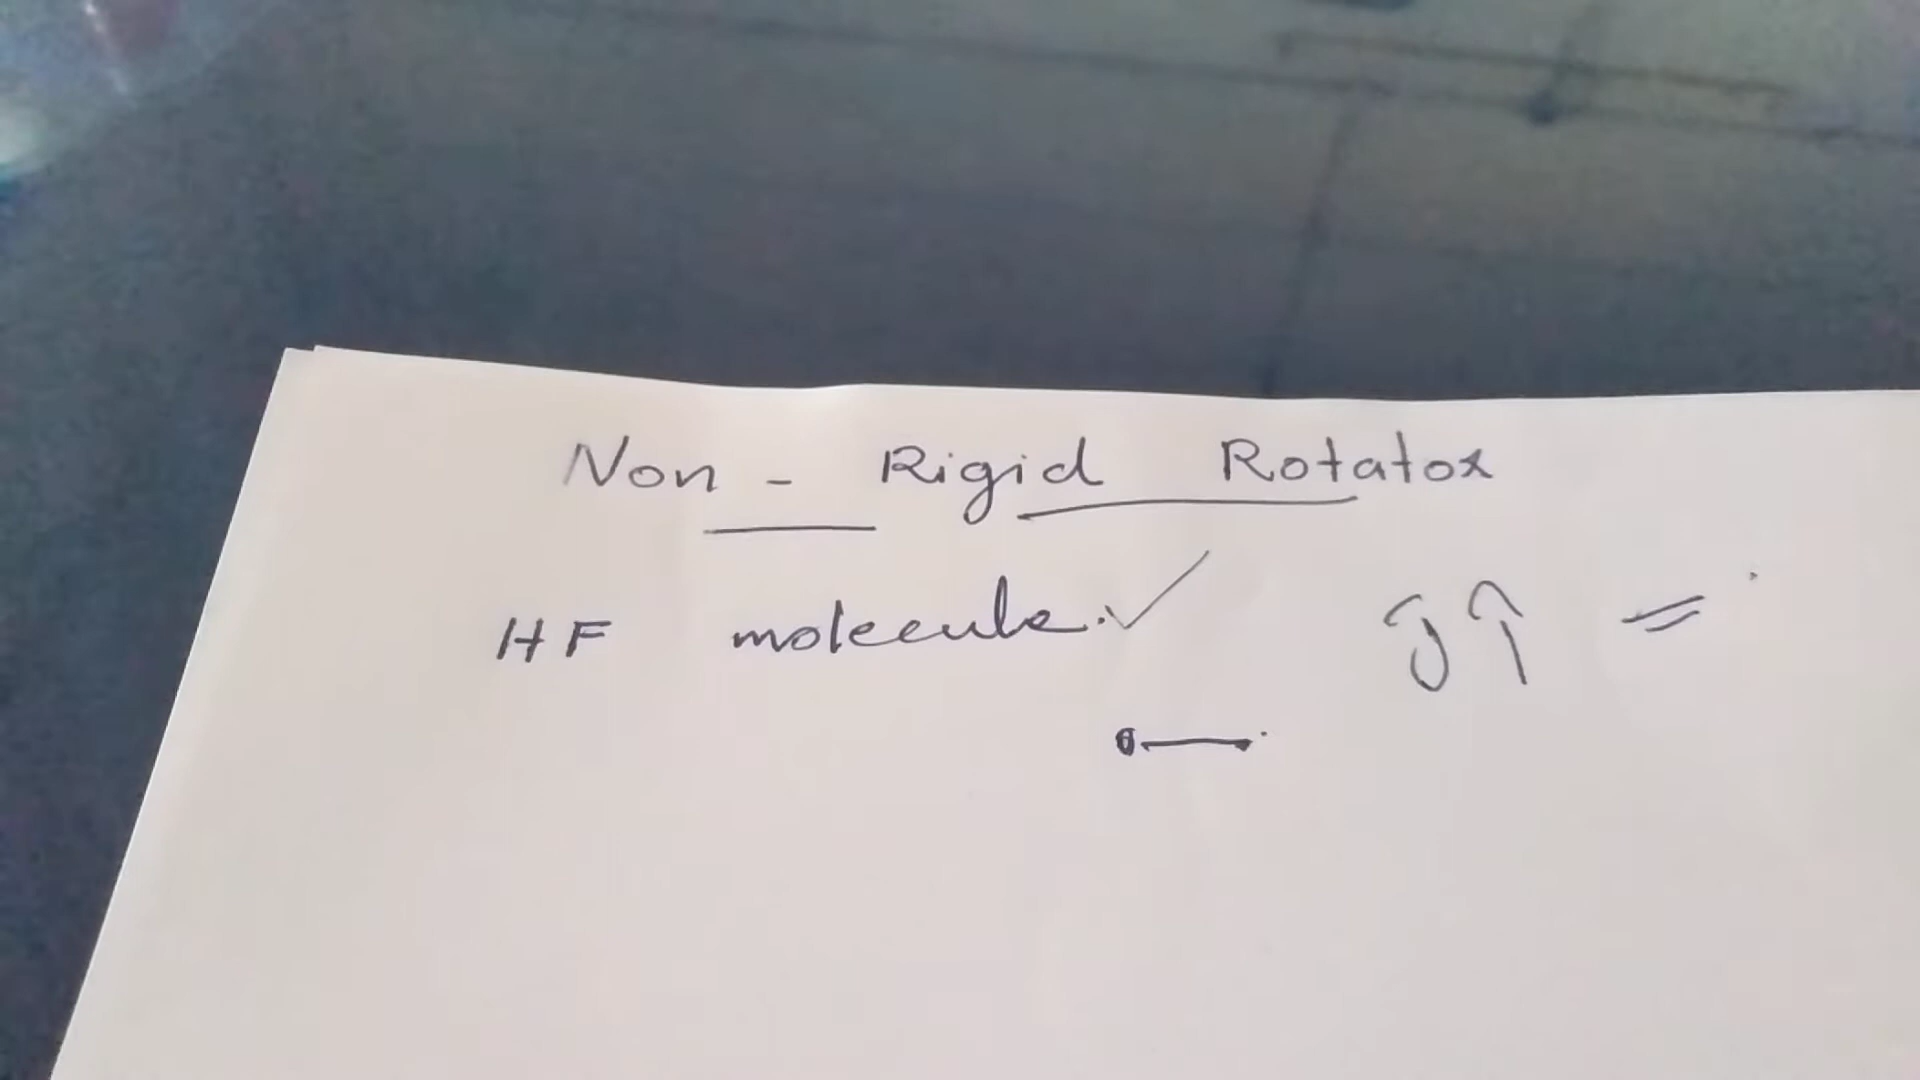 Non - Rigid Rotator
HF molecule. ✓ J↑ =